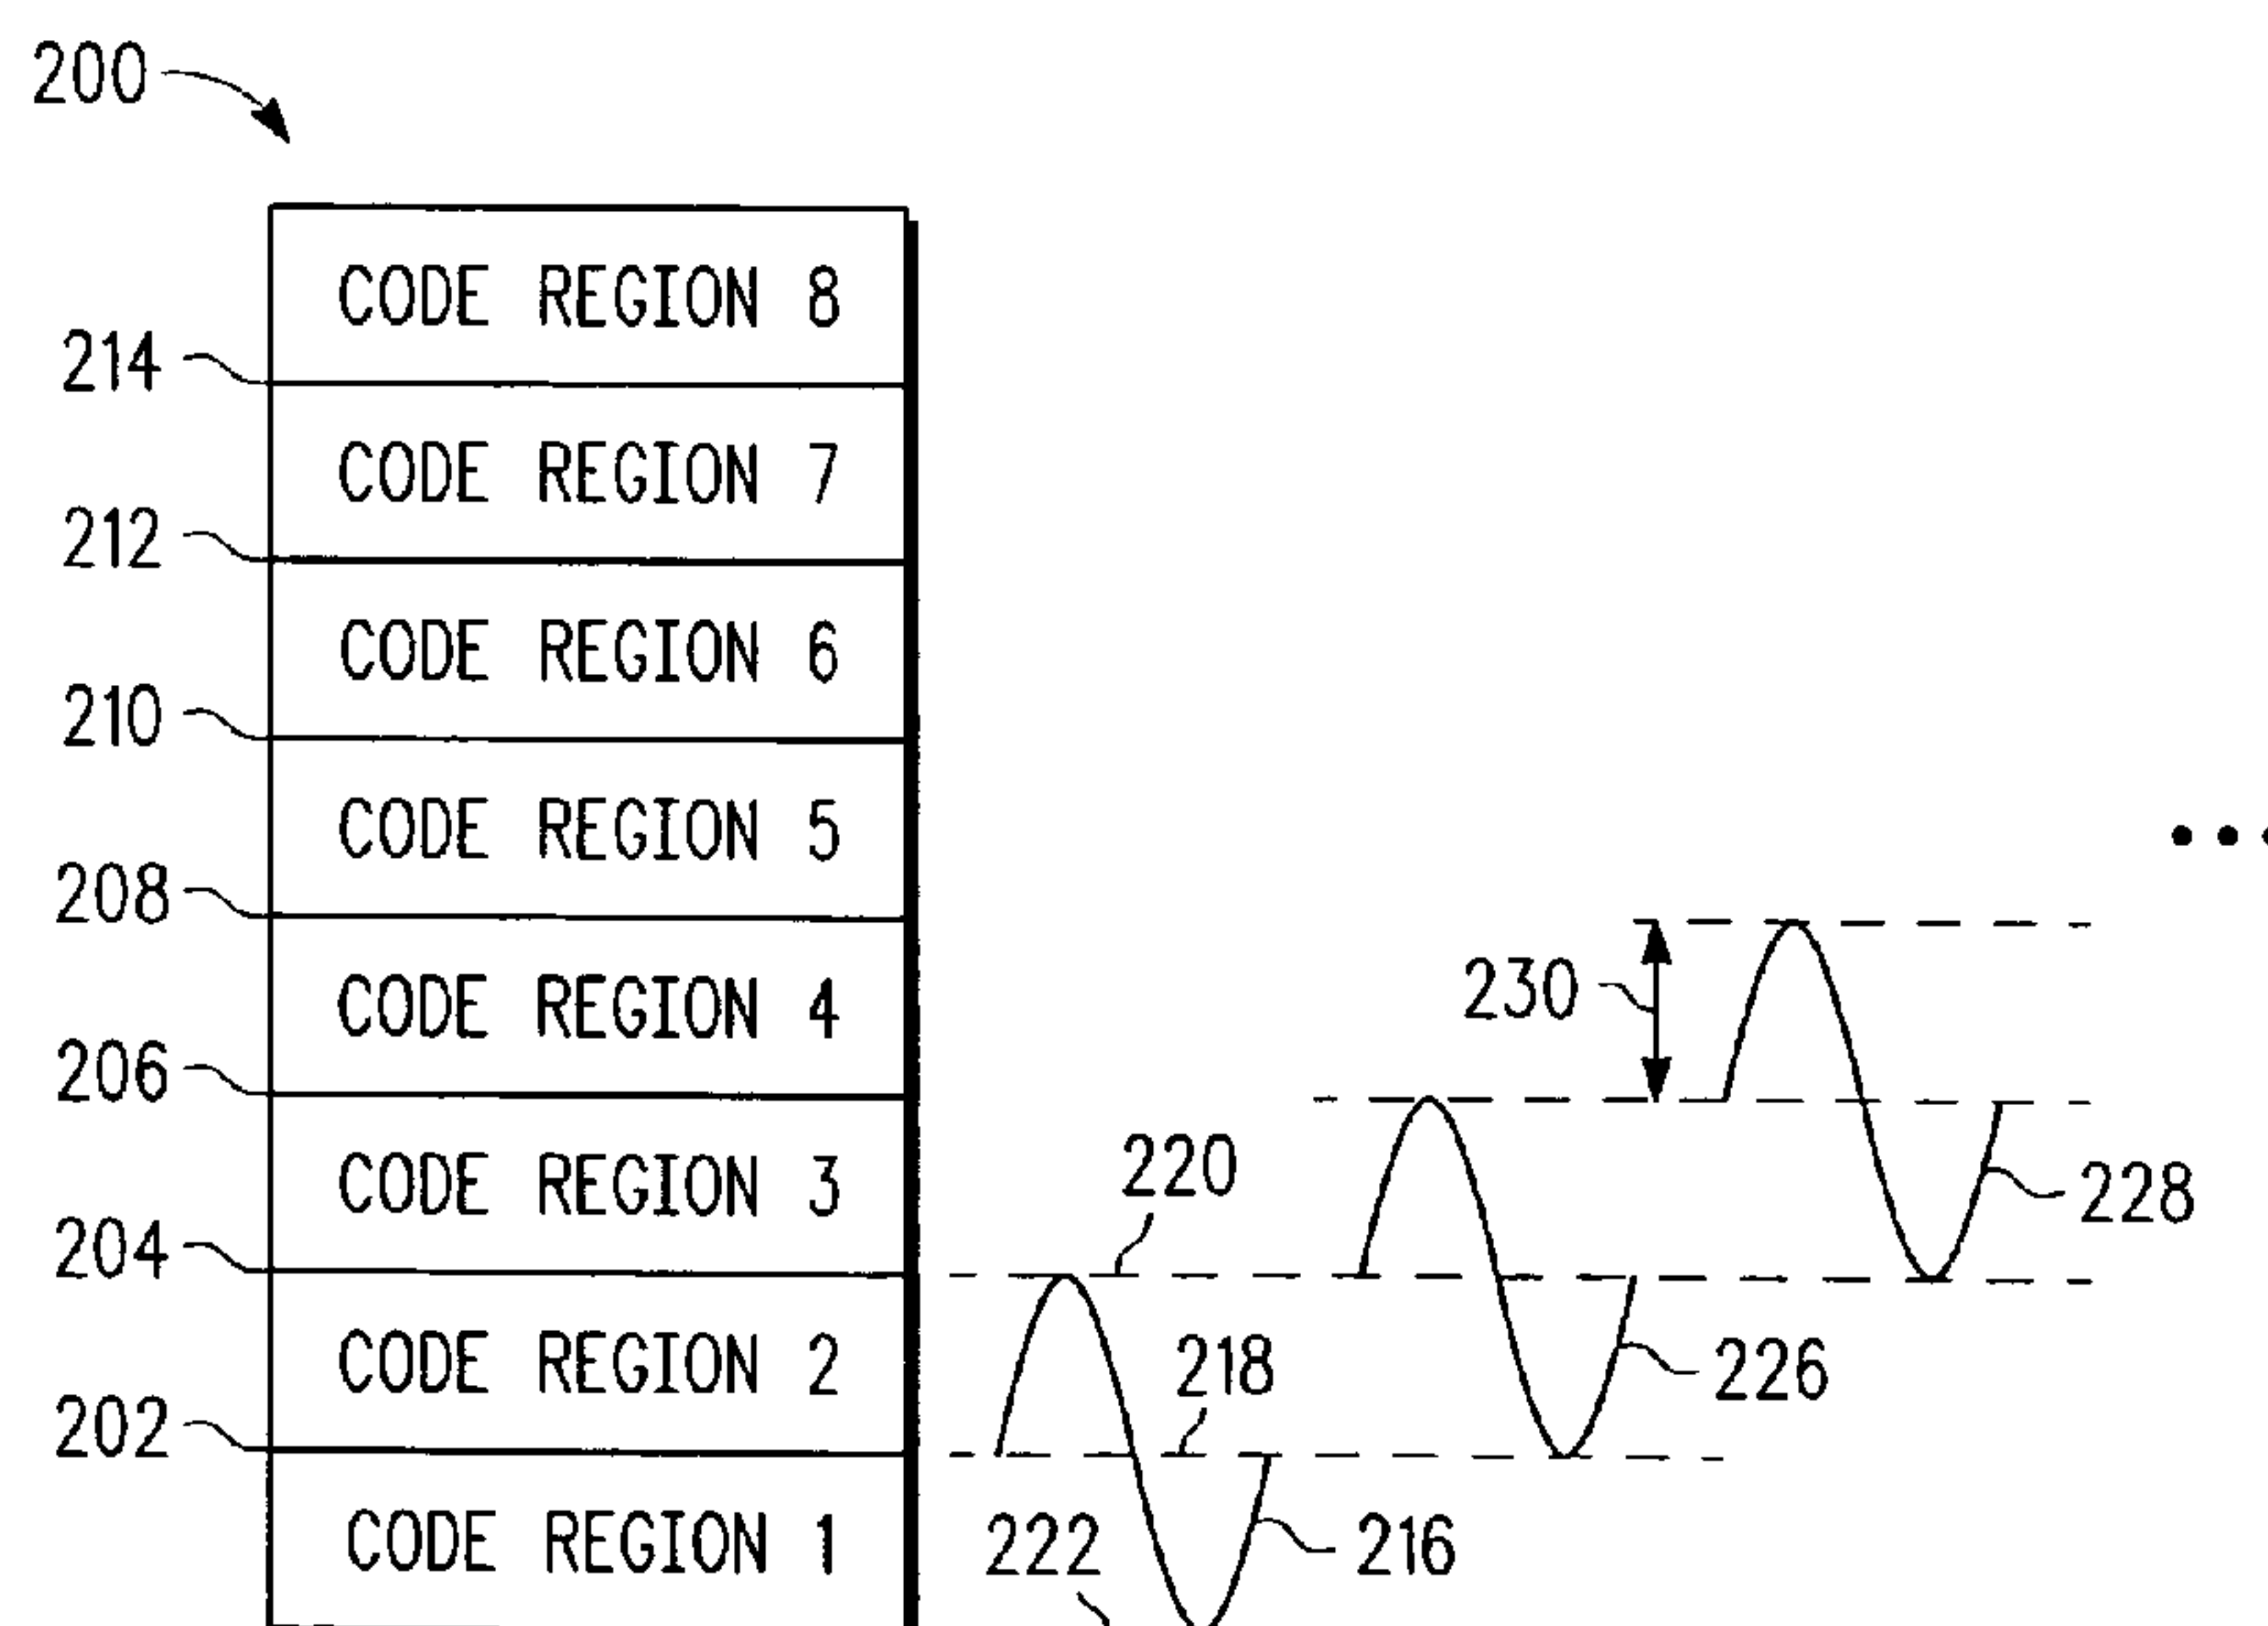 200
CODE REGION 8
214
CODE REGION 7
212
CODE REGION 6
210
CODE REGION 5
208
CODE REGION 4
230
206
CODE REGION 3
220
228
204
CODE REGION 2
218
226
202
CODE REGION 1
222
216